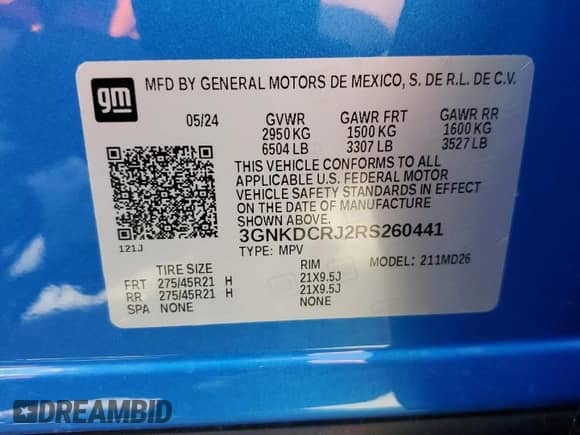 gm
MFD BY GENERAL MOTORS DE MEXICO, S. DE R.L. DE C.V.
05/24 GVWR GAWR FRT GAWR RR
2950 KG 1500 KG 1600 KG
6504 LB 3307 LB 3527 LB
THIS VEHICLE CONFORMS TO ALL
APPLICABLE U.S. FEDERAL MOTOR
VEHICLE SAFETY STANDARDS IN EFFECT
ON THE DATE OF MANUFACTURE
SHOWN ABOVE.
3GNKDCRJ2RS260441
121J
TYPE: MPV MODEL: 211MD26
TIRE SIZE RIM
FRT 275/45R21 H 21X9.5J
RR 275/45R21 H 21X9.5J
SPA NONE NONE
DREAMBID